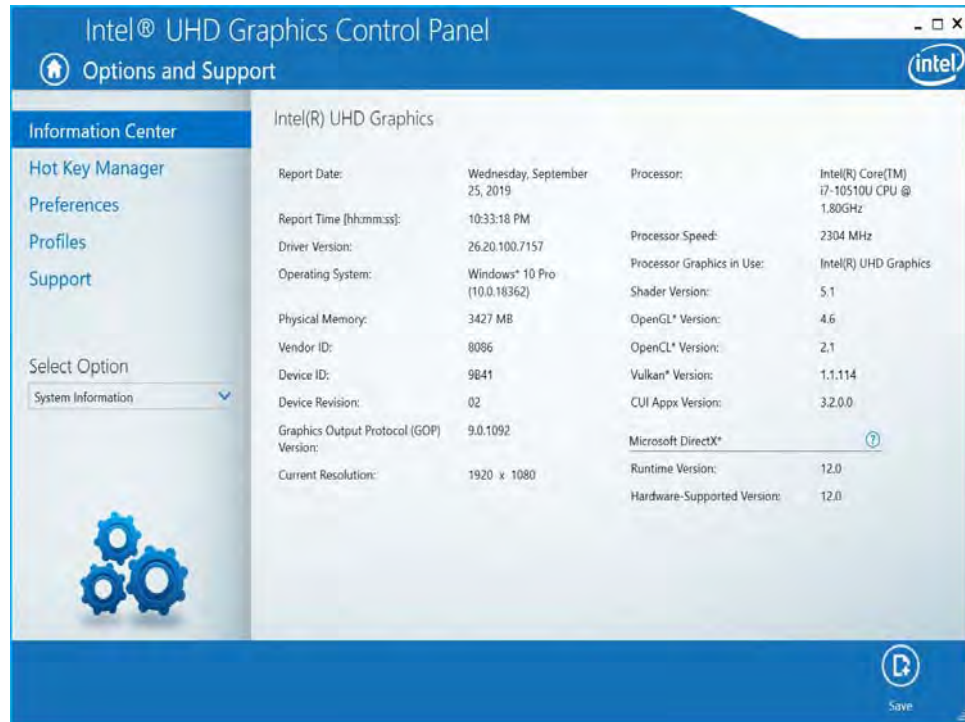 Intel® UHD Graphics Control Panel
Options and Support
intel
Information Center
Hot Key Manager
Preferences
Profiles
Support
Select Option
System Information
Intel(R) UHD Graphics
Report Date:
Wednesday, September
25, 2019
Report Time [hh:mm:ss]:
10:33:18 PM
Driver Version:
26.20.100.7157
Operating System:
Windows* 10 Pro
(10.0.18362)
Physical Memory:
3427 MB
Vendor ID:
8086
Device ID:
9B41
Device Revision:
02
Graphics Output Protocol (GOP)
Version:
9.0.1092
Current Resolution:
1920 x 1080
Processor:
Intel(R) Core(TM)
i7-10510U CPU @
1.80GHz
Processor Speed:
2304 MHz
Processor Graphics in Use:
Intel(R) UHD Graphics
Shader Version:
5.1
OpenGL* Version:
4.6
OpenCL* Version:
2.1
Vulkan* Version:
1.1.114
CUI Appx Version:
3.2.0.0
Microsoft DirectX*
?
Runtime Version:
12.0
Hardware-Supported Version:
12.0
Save